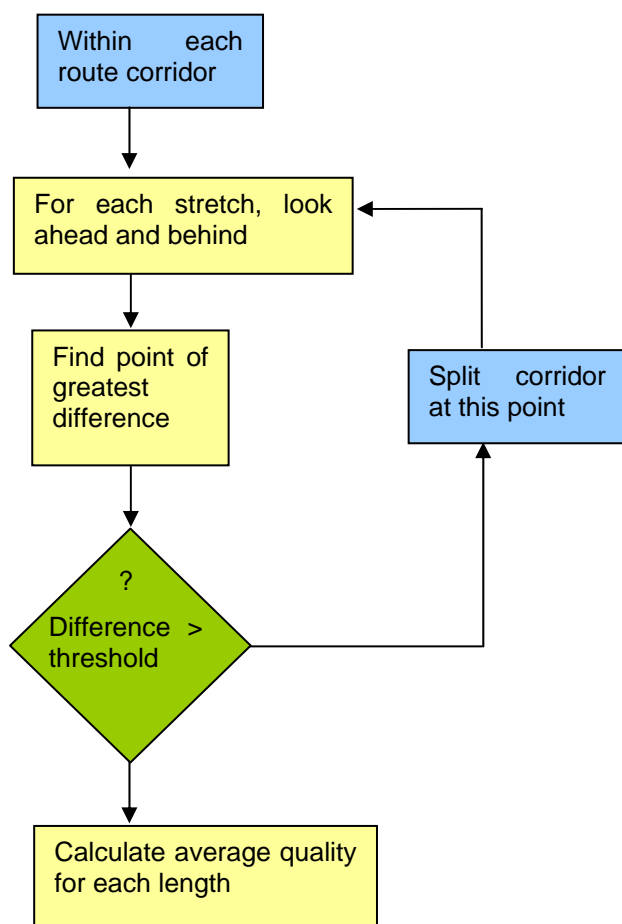 Within each
route corridor
For each stretch, look
ahead and behind
Find point of
greatest
difference
Split corridor
at this point
?
Difference >
threshold
Calculate average quality
for each length